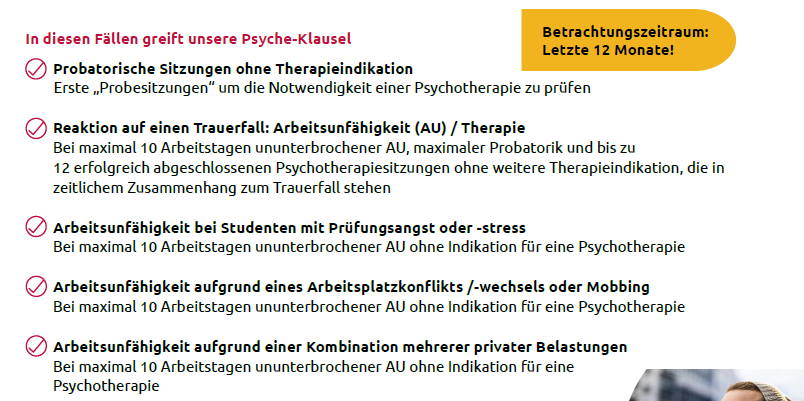 Betrachtungszeitraum:
Letzte 12 Monate!
In diesen Fällen greift unsere Psyche-Klausel
Probatorische Sitzungen ohne Therapieindikation
Erste „Probesitzungen“ um die Notwendigkeit einer Psychotherapie zu prüfen
Reaktion auf einen Trauerfall: Arbeitsunfähigkeit (AU) / Therapie
Bei maximal 10 Arbeitstagen ununterbrochener AU, maximaler Probatorik und bis zu
12 erfolgreich abgeschlossenen Psychotherapiesitzungen ohne weitere Therapieindikation, die in
zeitlichem Zusammenhang zum Trauerfall stehen
Arbeitsunfähigkeit bei Studenten mit Prüfungsangst oder -stress
Bei maximal 10 Arbeitstagen ununterbrochener AU ohne Indikation für eine Psychotherapie
Arbeitsunfähigkeit aufgrund eines Arbeitsplatzkonflikts /-wechsels oder Mobbing
Bei maximal 10 Arbeitstagen ununterbrochener AU ohne Indikation für eine Psychotherapie
Arbeitsunfähigkeit aufgrund einer Kombination mehrerer privater Belastungen
Bei maximal 10 Arbeitstagen ununterbrochener AU ohne Indikation für eine
Psychotherapie